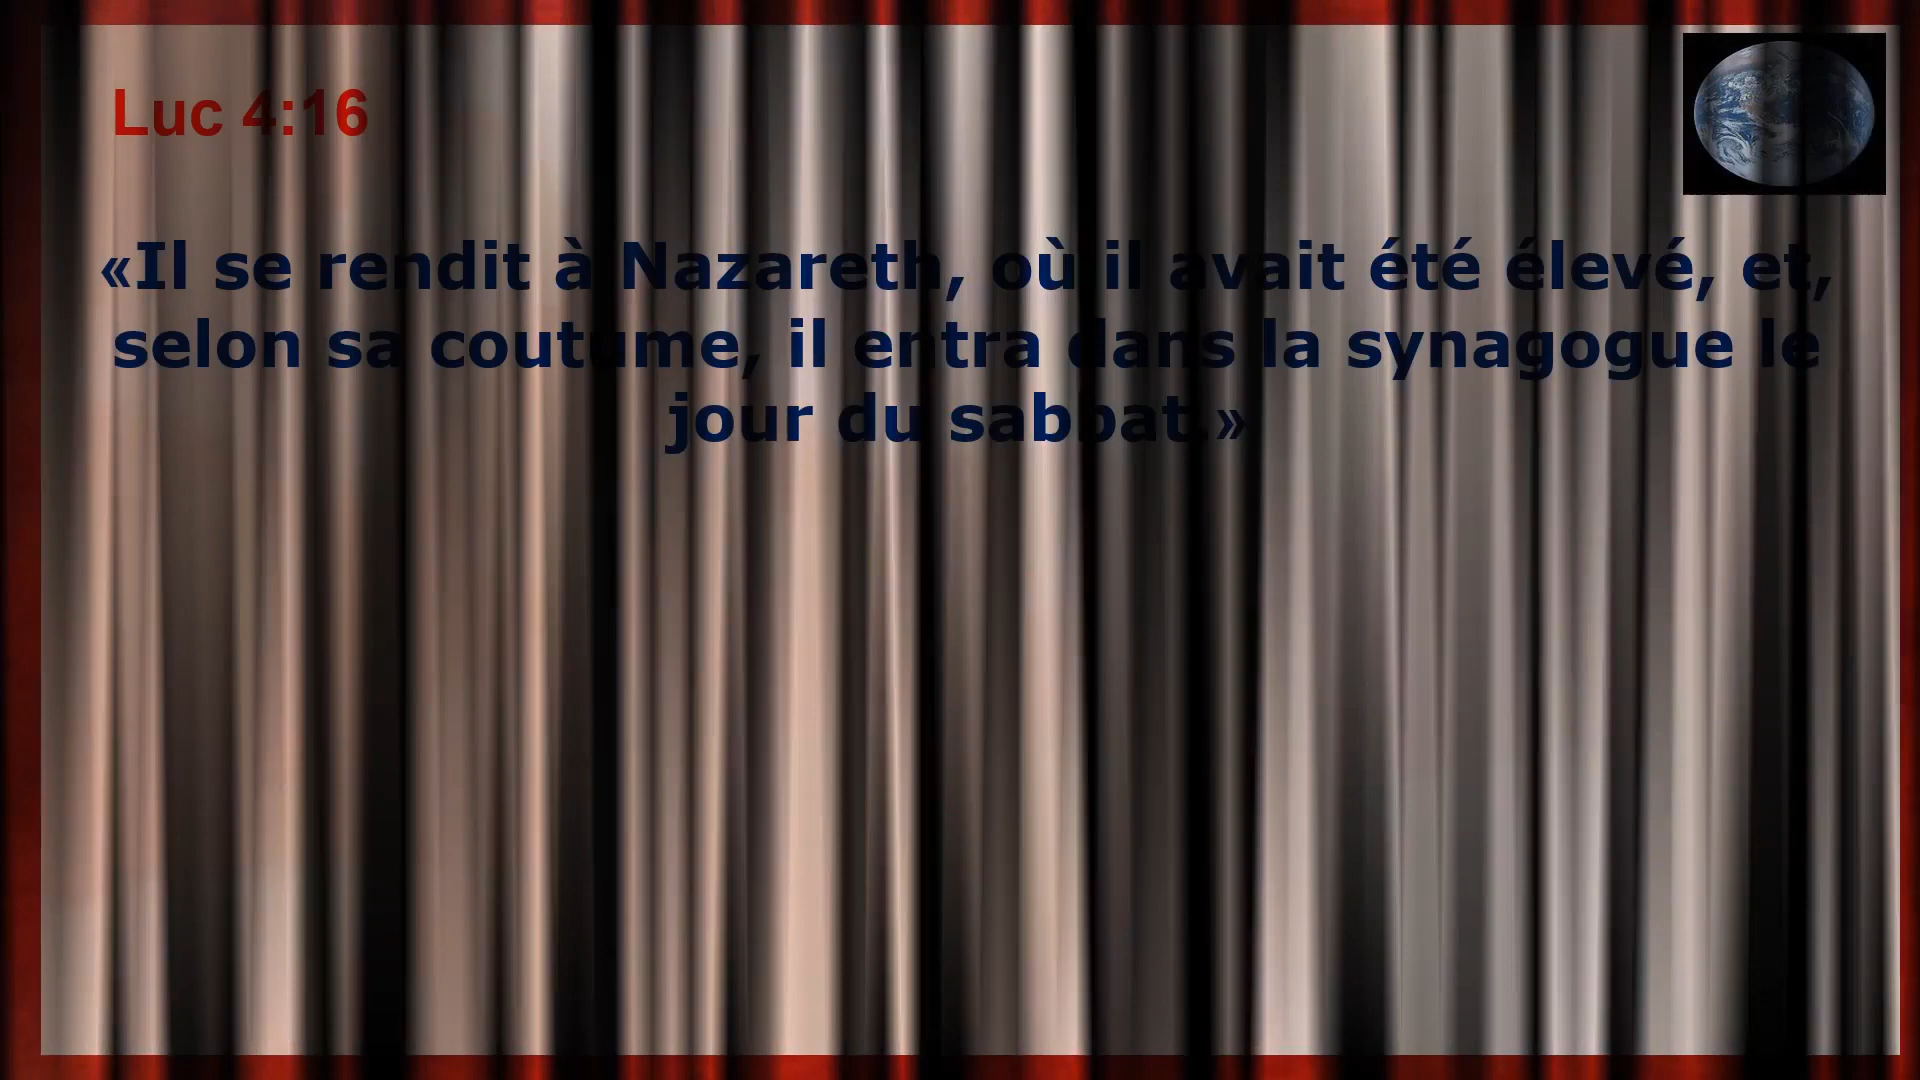 Luc 4:16
«Il se rendit à Nazareth, où il avait été élevé, et,
selon sa coutume, il entra dans la synagogue le
jour du sabbat.»